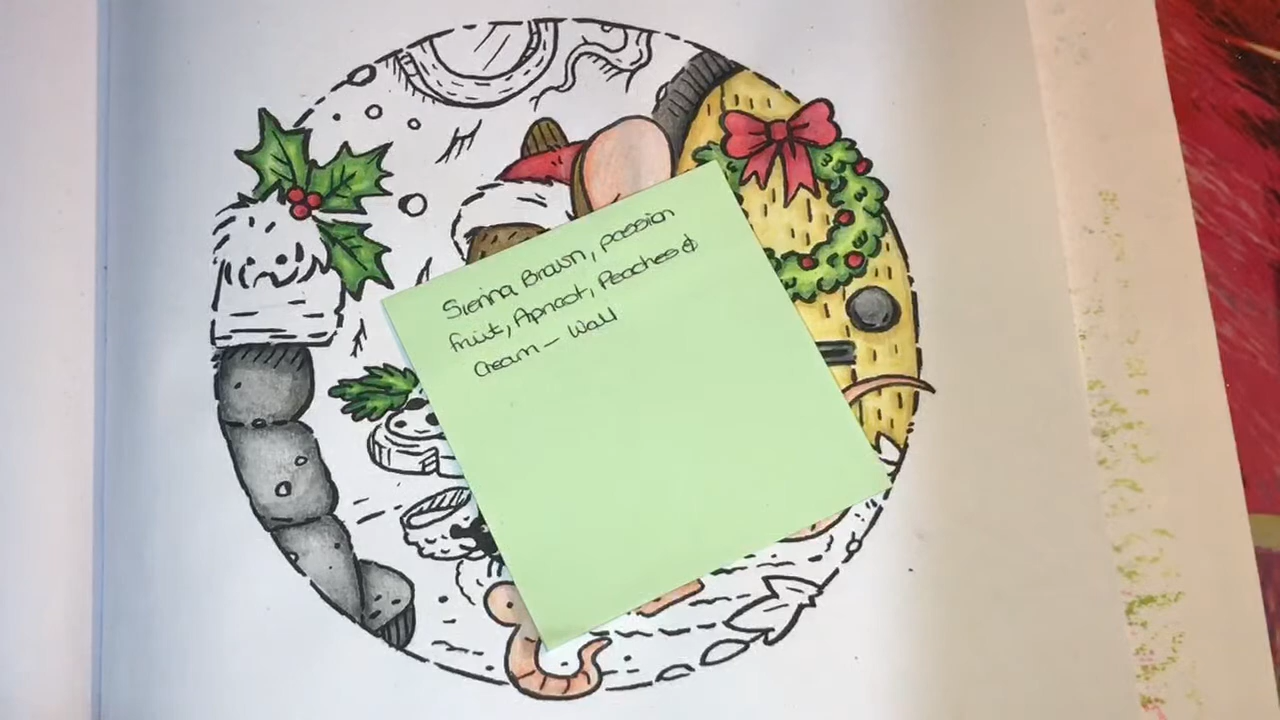 Sienna Brown, passion
fruit, Apricot, Peaches &
Cream - Wall